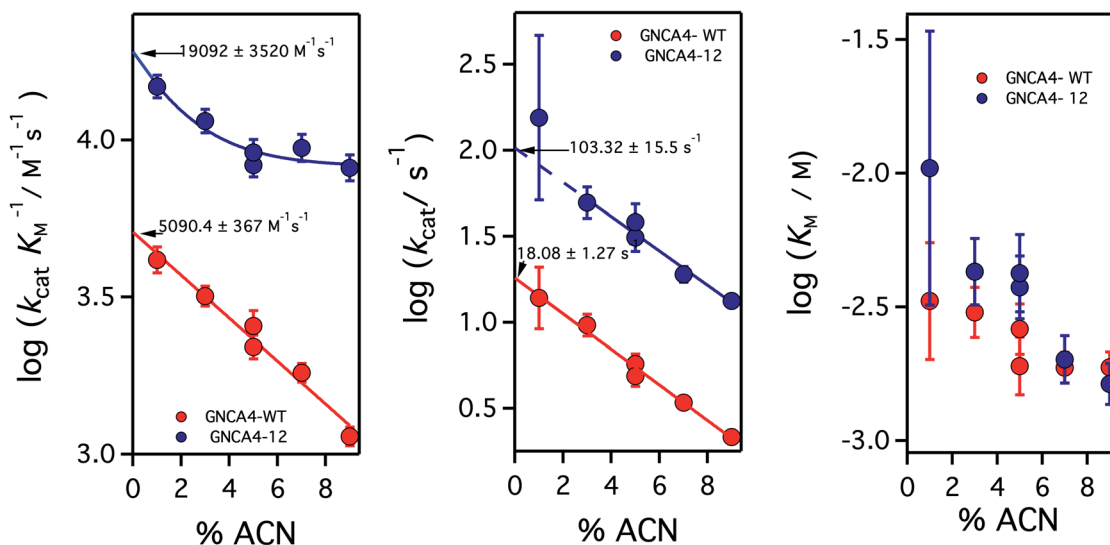 log (kcat KM⁻¹/ M⁻¹ s⁻¹)
4.0
3.5
3.0
19092 ± 3520 M⁻¹s⁻¹
5090.4 ± 367 M⁻¹s⁻¹
GNCA4-WT
GNCA4-12
0 2 4 6 8
% ACN
log (kcat/ s⁻¹)
2.5
2.0
1.5
1.0
0.5
GNCA4- WT
GNCA4-12
103.32 ± 15.5 s⁻¹
18.08 ± 1.27 s
0 2 4 6 8
% ACN
log (KM / M)
-1.5
-2.0
-2.5
-3.0
GNCA4- WT
GNCA4- 12
0 2 4 6 8
% ACN